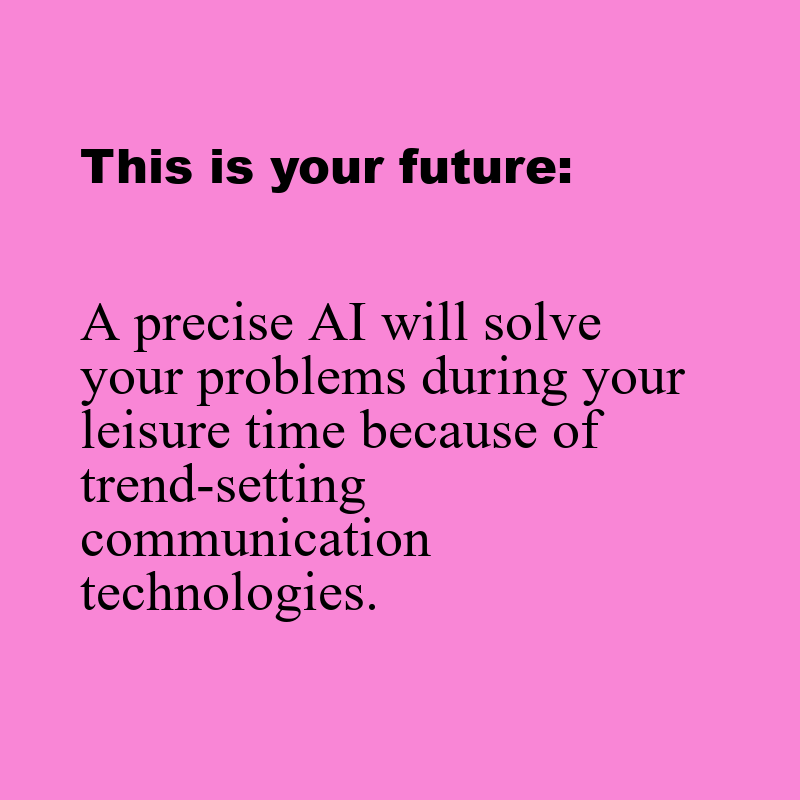 This is your future:
A precise AI will solve
your problems during your
leisure time because of
trend-setting
communication
technologies.